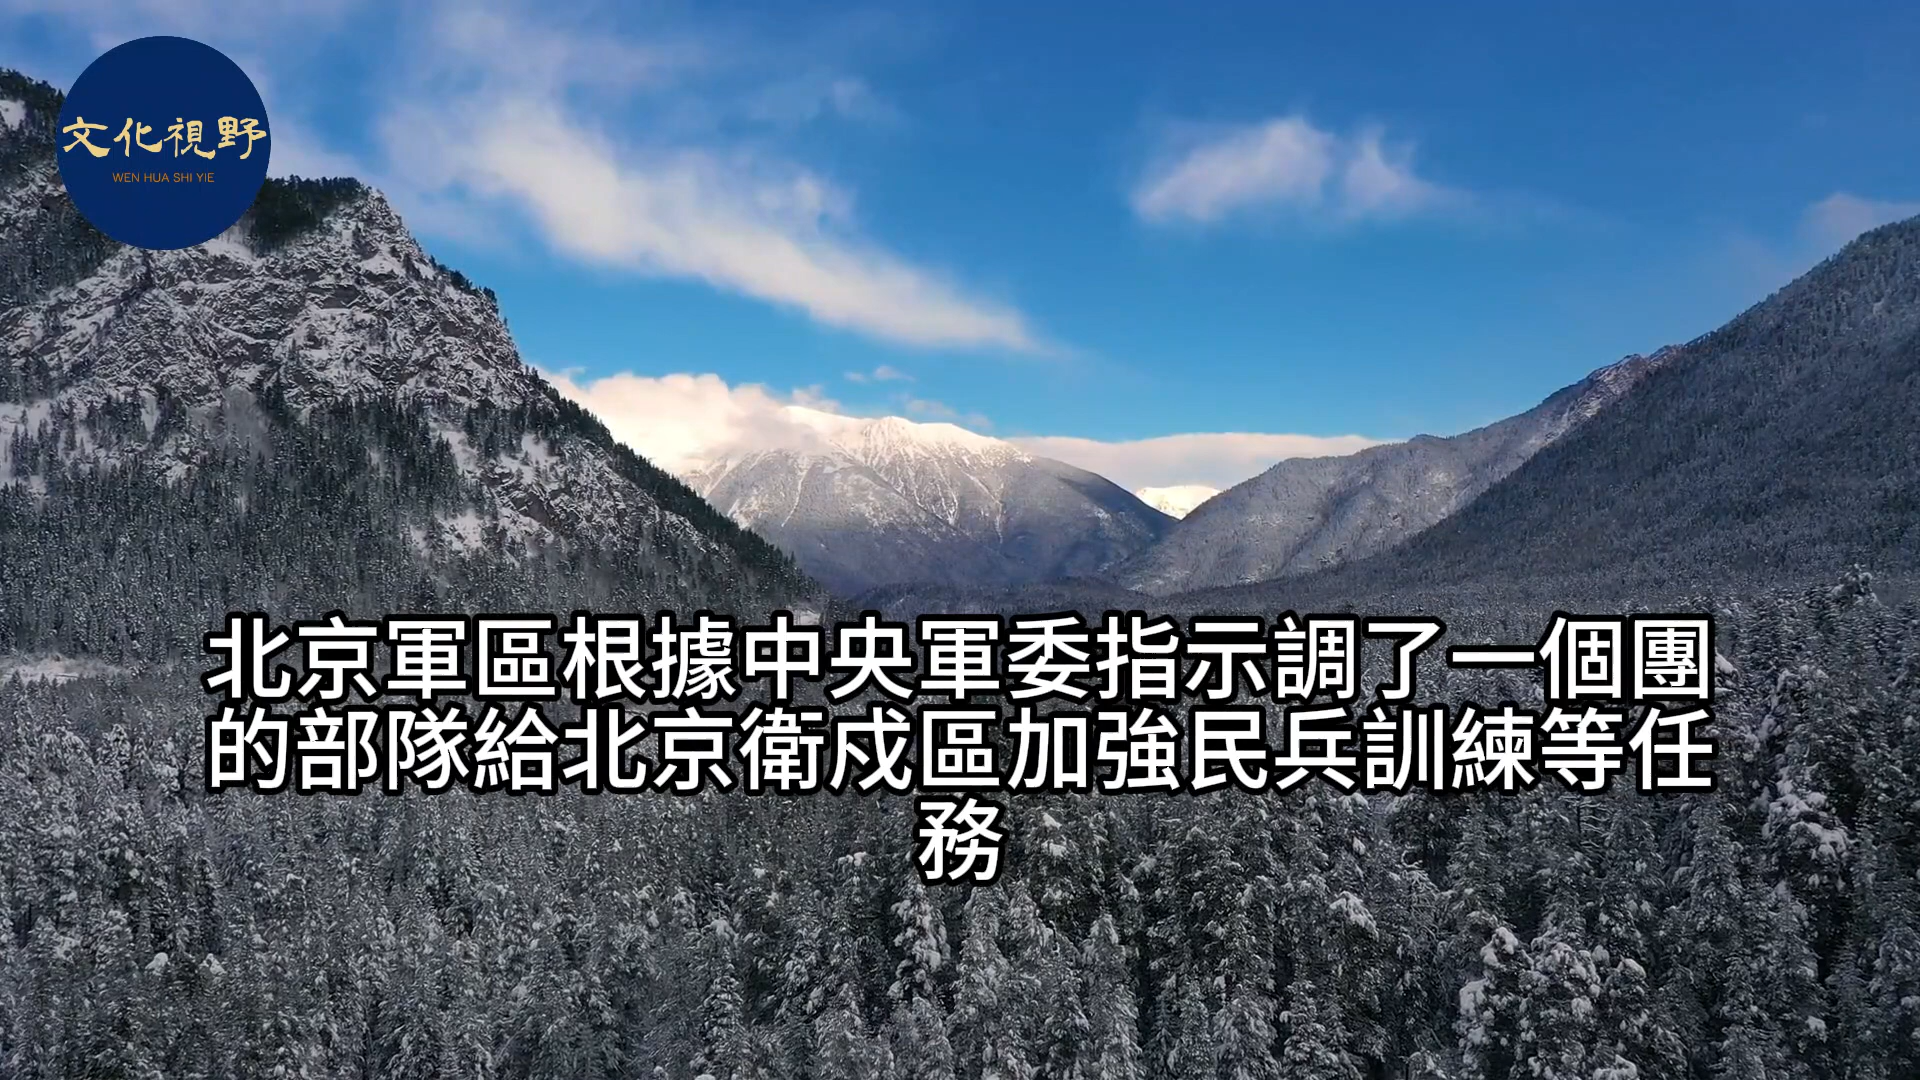 文化視野
WEN HUA SHI YIE
北京軍區根據中央軍委指示調了一個團
的部隊給北京衛戍區加強民兵訓練等任
務